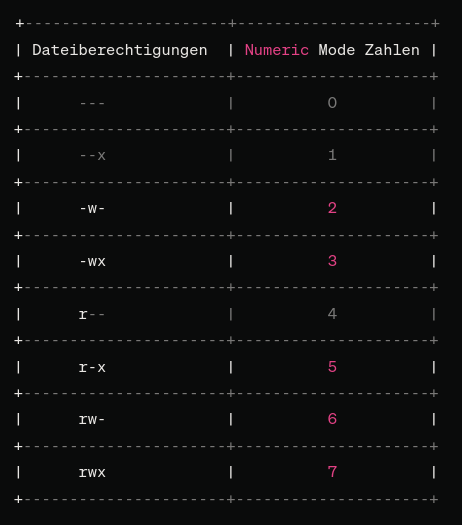 +-----------------------+----------------------+
| Dateiberechtigungen  | Numeric Mode Zahlen |
+-----------------------+----------------------+
|      ---             |          0          |
+-----------------------+----------------------+
|      --x             |          1          |
+-----------------------+----------------------+
|      -w-             |          2          |
+-----------------------+----------------------+
|      -wx             |          3          |
+-----------------------+----------------------+
|      r--             |          4          |
+-----------------------+----------------------+
|      r-x             |          5          |
+-----------------------+----------------------+
|      rw-             |          6          |
+-----------------------+----------------------+
|      rwx             |          7          |
+-----------------------+----------------------+